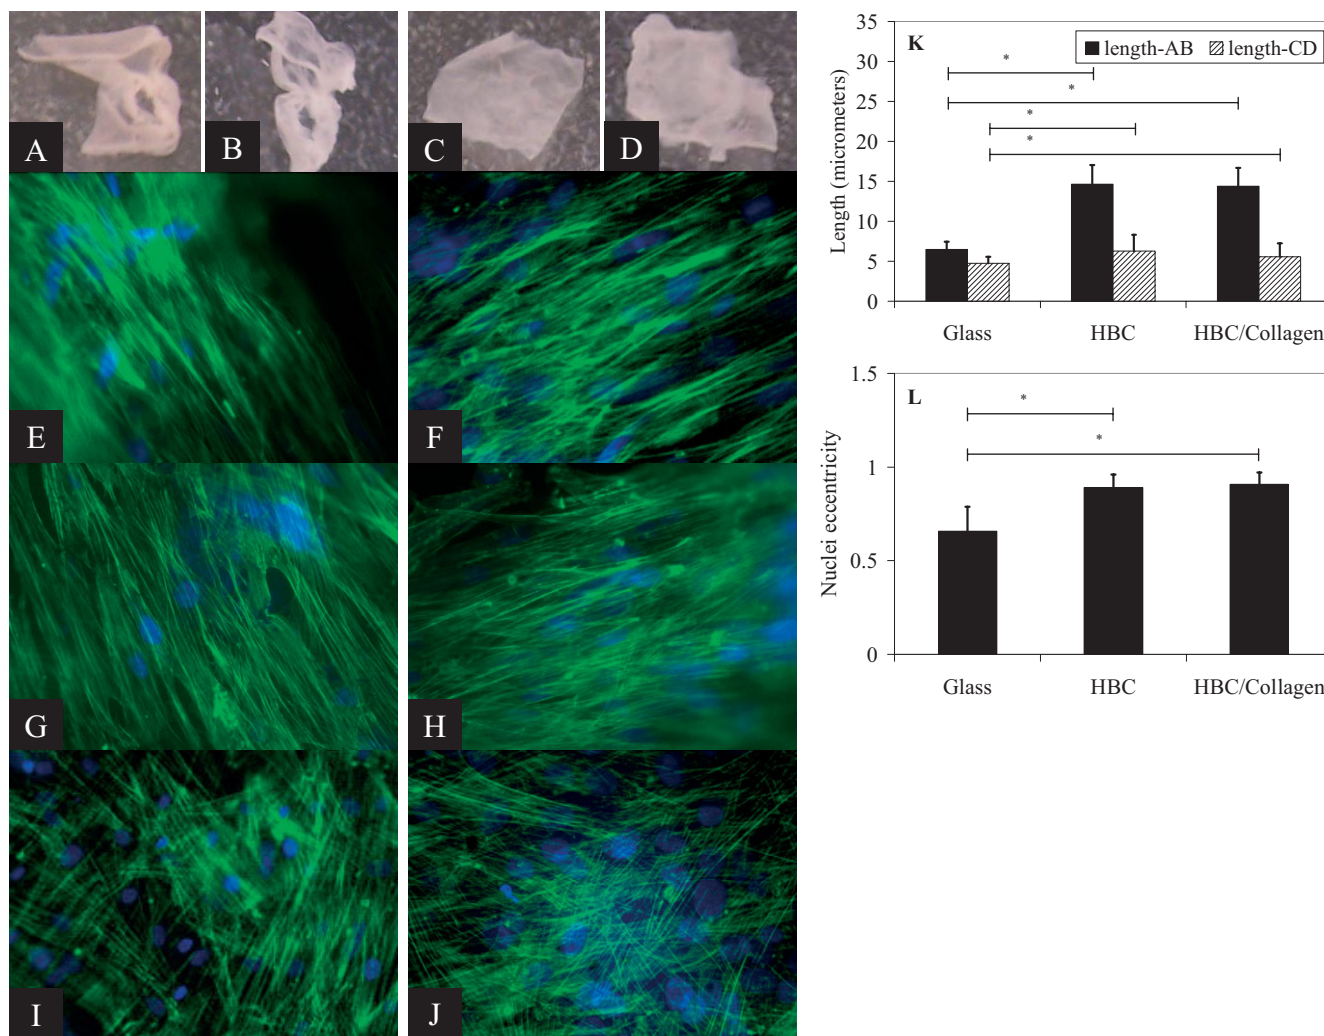 A
B
C
D
E
F
G
H
I
J
K
length-AB length-CD
*
*
*
*
Length (micrometers)
35
30
25
20
15
10
5
0
Glass HBC HBC/Collagen
L
*
*
Nuclei eccentricity
1.5
1
0.5
0
Glass HBC HBC/Collagen